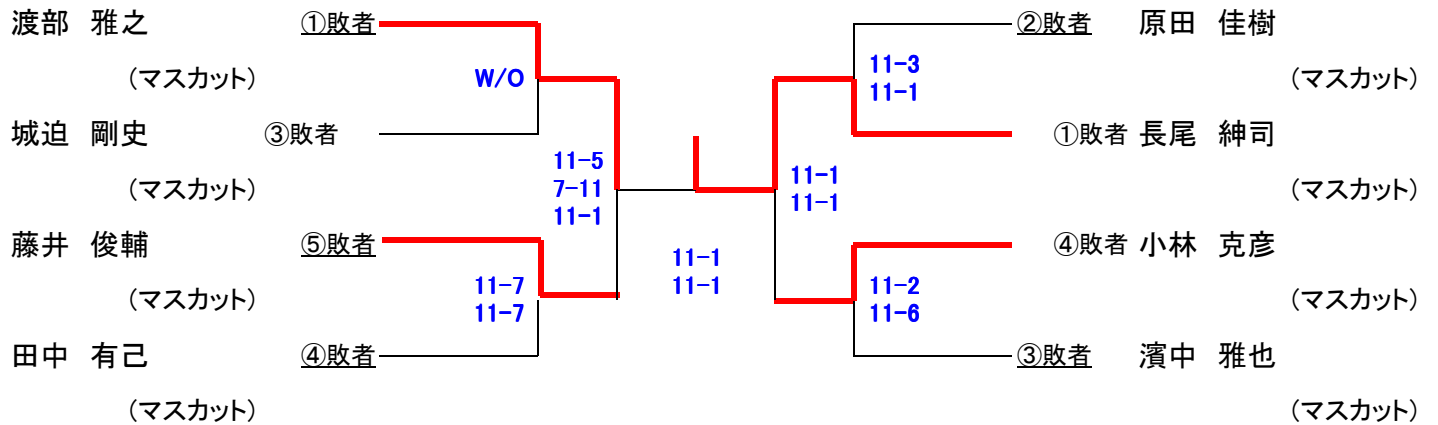 渡部 雅之 ①敗者 ②敗者 原田 佳樹
(マスカット) W/O 11-3 (マスカット)
11-1
城迫 剛史 ③敗者 ①敗者 長尾 紳司
(マスカット) 11-5 11-1 (マスカット)
7-11 11-1
11-1
藤井 俊輔 ⑤敗者 ④敗者 小林 克彦
11-1
11-1
(マスカット) 11-7 11-2 (マスカット)
11-7 11-6
田中 有己 ④敗者 ③敗者 濱中 雅也
(マスカット) (マスカット)